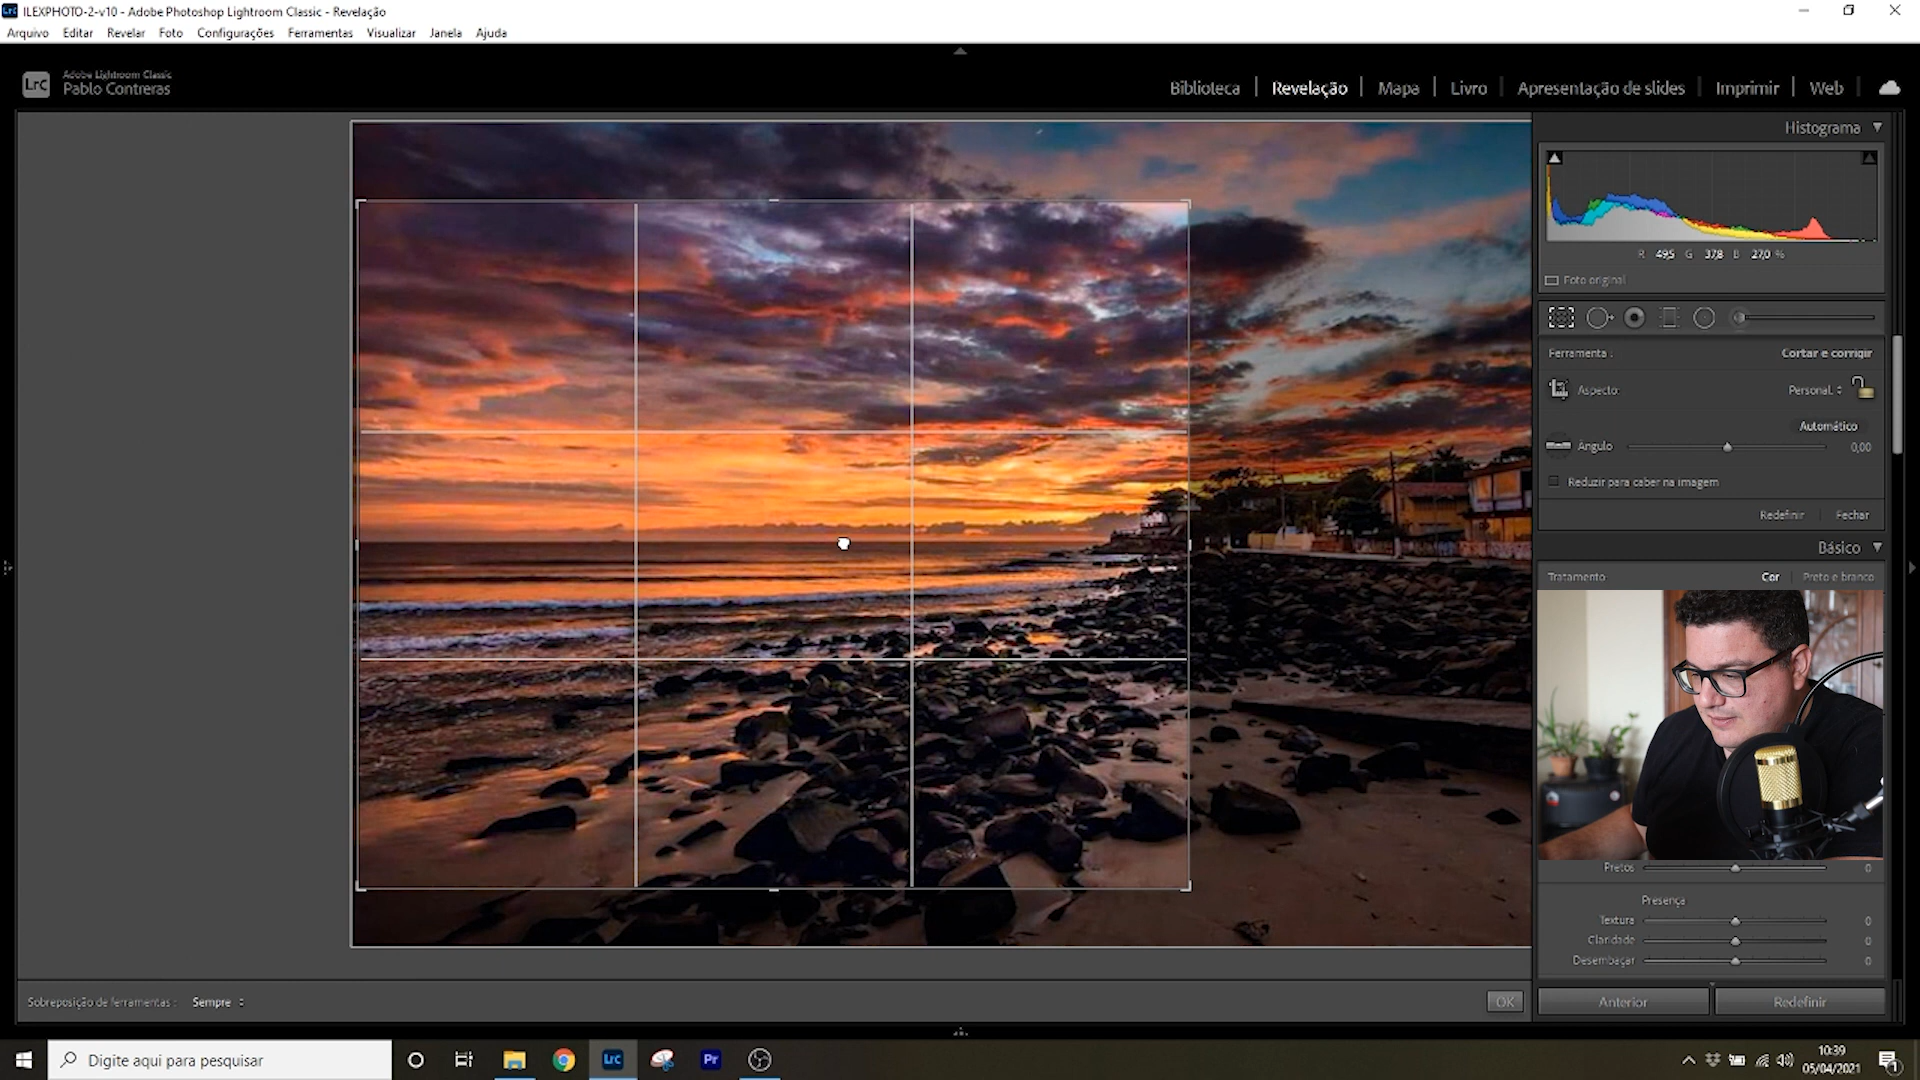 ILEXPHOTO-2-v10 - Adobe Photoshop Lightroom Classic - Revelação
Arquivo Editar Revelar Foto Configurações Ferramentas Visualizar Janela Ajuda
LrC
Adobe Lightroom Classic
Pablo Contreras
Biblioteca Revelação Mapa Livro Apresentação de slides Imprimir Web
Histograma
R 49,5 G 37,8 B 27,0 %
Foto original
Ferramenta : Cortar e corrigir
Aspecto: Personal.
Automático
Ângulo 0,00
Reduzir para caber na imagem
Redefinir Fechar
Básico
Tratamento: Cor Preto e branco
Pretos 0
Presença
Textura 0
Claridade 0
Desembaçar 0
Sobreposição de ferramentas : Sempre
OK
Anterior Redefinir
Digite aqui para pesquisar
LrC
Pr
10:39
05/04/2021
1